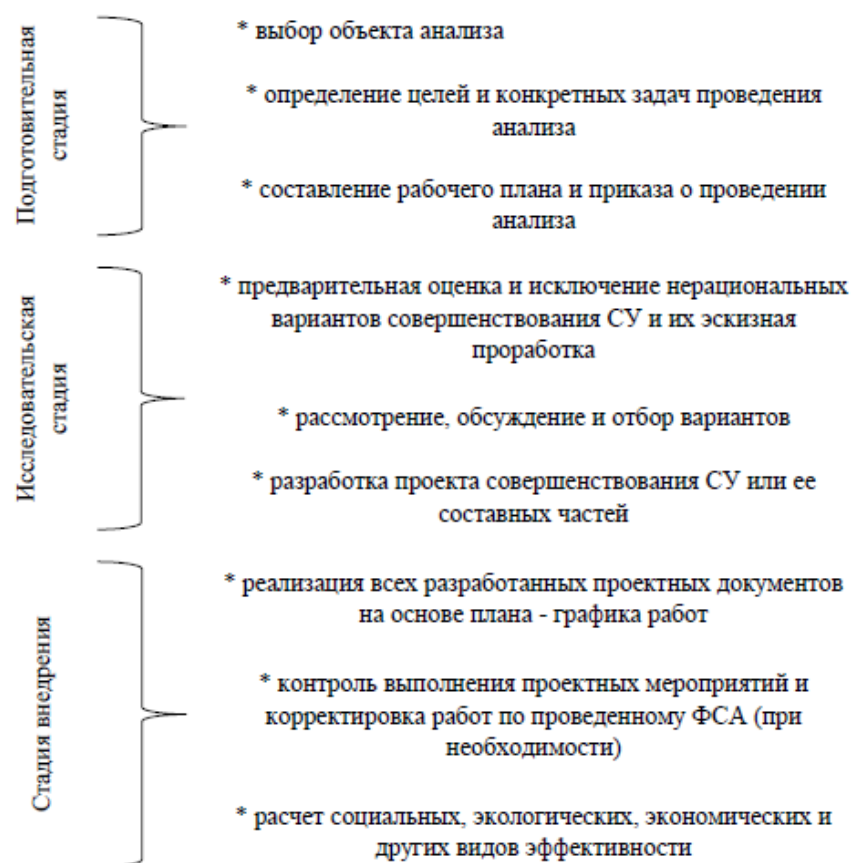 Подготовительная
стадия
* выбор объекта анализа
* определение целей и конкретных задач проведения
анализа
* составление рабочего плана и приказа о проведении
анализа
Исследовательская
стадия
* предварительная оценка и исключение нерациональных
вариантов совершенствования СУ и их эскизная
проработка
* рассмотрение, обсуждение и отбор вариантов
* разработка проекта совершенствования СУ или ее
составных частей
Стадия внедрения
* реализация всех разработанных проектных документов
на основе плана - графика работ
* контроль выполнения проектных мероприятий и
корректировка работ по проведенному ФСА (при
необходимости)
* расчет социальных, экологических, экономических и
других видов эффективности